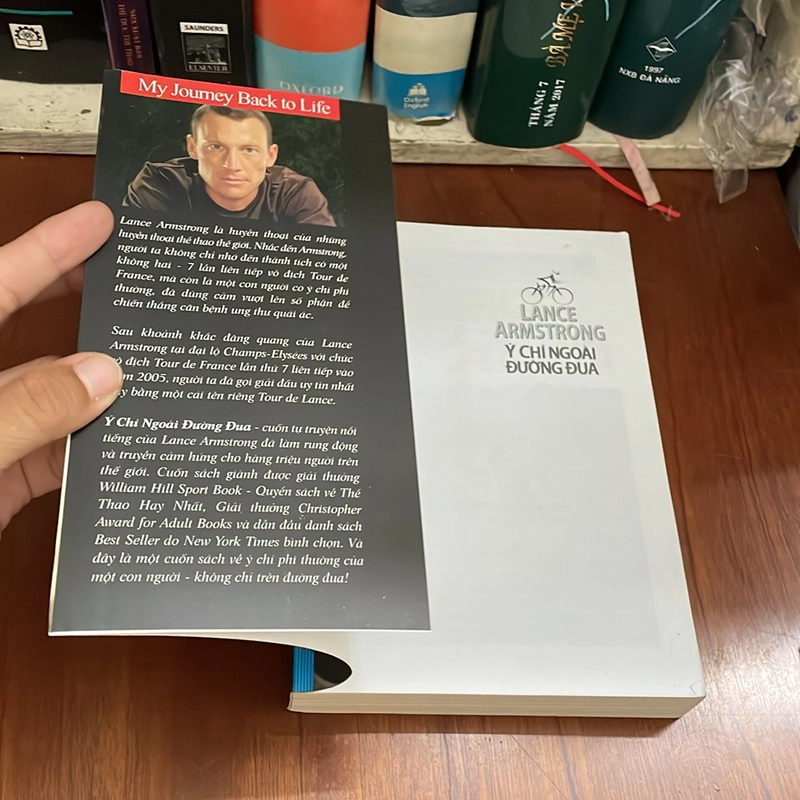 SAUNDERS
ELSEVIER
OXFORD
Oxford
English
THÁNG 7
NĂM 2017
BÀ MẸ
1997
NXB ĐÀ NẴNG
My Journey Back to Life
Lance Armstrong là huyền thoại của những
huyền thoại thể thao thế giới. Nhắc đến Armstrong,
người ta không chỉ nhớ đến thành tích có một
không hai - 7 lần liên tiếp vô địch Tour de
France, mà còn là một con người có ý chí phi
thường, đã dũng cảm vượt lên số phận để
chiến thắng căn bệnh ung thư quái ác.
Sau khoảnh khắc đăng quang của Lance
Armstrong tại đại lộ Champs-Elysées với chức
vô địch Tour de France lần thứ 7 liên tiếp vào
năm 2005, người ta đã gọi giải đấu uy tín nhất
này bằng một cái tên riêng Tour de Lance.
Ý Chí Ngoài Đường Đua - cuốn tự truyện nổi
tiếng của Lance Armstrong đã làm rung động
và truyền cảm hứng cho hàng triệu người trên
thế giới. Cuốn sách giành được giải thưởng
William Hill Sport Book - Quyển sách về Thể
Thao Hay Nhất, Giải thưởng Christopher
Award for Adult Books và dẫn đầu danh sách
Best Seller do New York Times bình chọn. Và
đây là một cuốn sách về ý chí phi thường của
một con người - không chỉ trên đường đua!
LANCE
ARMSTRONG
Ý CHÍ NGOÀI
ĐƯỜNG ĐUA